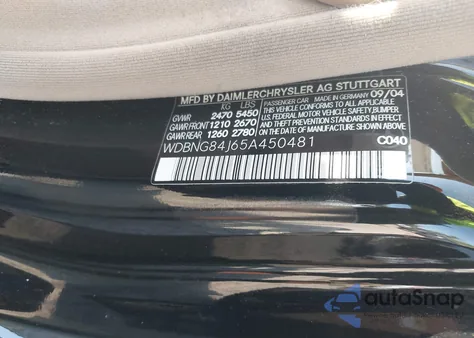 MFD BY DAIMLERCHRYSLER AG STUTTGART
KG LBS PASSENGER CAR MADE IN GERMANY 09/04
GVWR 2470 5450 THIS VEHICLE CONFORMS TO ALL APPLICABLE
GAWR FRONT 1210 2670 U.S. FEDERAL MOTOR VEHICLE SAFETY,BUMPER
GAWR REAR 1260 2780 AND THEFT PREVENTION STANDARDS IN EFFECT
ON THE DATE OF MANUFACTURE SHOWN ABOVE
WDBNG84J65A450481 C040
autoSnap